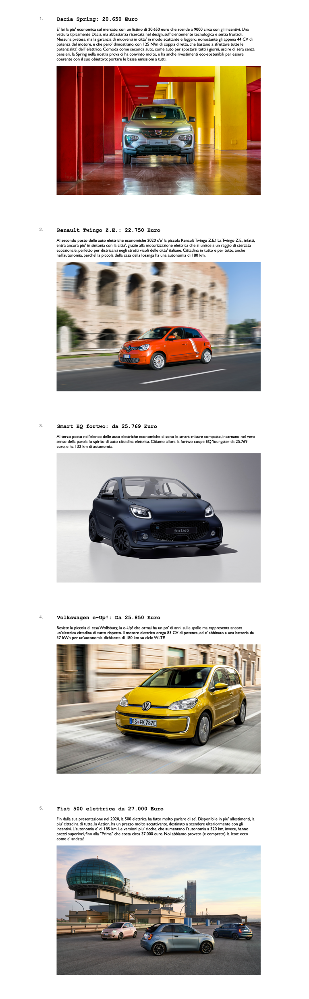 1.
Dacia Spring: 20.650 Euro
E' lei la piu' economica sul mercato, con un listino di 20.650 euro che scende a 9000 circa con gli incentivi. Una
vettura tipicamente Dacia, ma abbastanza ricercata nel design, sufficientemente tecnologica e senza fronzoli.
Nessuna pretesa, ma la garanzia di muoversi in citta' in modo scattante e leggero, nonostante gli appena 44 CV di
potenza del motore, e che pero' dimostrano, con 125 N/m di coppia diretta, che bastano a sfruttare tutte le
potenzialita' dell' elettrico. Comoda come seconda auto, come auto per spostarsi tutti i giorni, uscire di sera senza
pensieri, la Spring nella nostra prova ci ha convinto molto, e ha anche rivestimenti eco-sostenibili per essere
coerente con il suo obiettivo: portare le basse emissioni a tutti.
SPRING
2.
Renault Twingo Z.E.: 22.750 Euro
Al secondo posto delle auto elettriche economiche 2020 c'e' la piccola Renault Twingo Z.E.! La Twingo Z.E., infatti,
entra ancora piu' in sintonia con la citta', grazie alla motorizzazione elettrica che si unisce a un raggio di sterzata
eccezionale, perfetto per districarsi negli stretti vicoli delle citta' italiane. Cittadina in tutto e per tutto, anche
nell'autonomia, perche' la piccola della casa della losanga ha una autonomia di 180 km.
3.
Smart EQ fortwo: da 25.769 Euro
Al terzo posto nell'elenco delle auto elettriche economiche ci sono le smart: misure compatte, incarnano nel vero
senso della parola lo spirito di auto cittadina elettrica. Citiamo allora la fortwo coupe EQ Youngster da 25.769
euro, e ha 132 km di autonomia.
fortwo
4.
Volkswagen e-Up!: Da 25.850 Euro
Resiste la piccola di casa Wolfsburg, la e-Up! che ormai ha un po' di anni sulle spalle ma rappresenta ancora
un'elettrica cittadina di tutto rispetto. Il motore elettrico eroga 83 CV di potenza, ed e' abbinato a una batteria da
37 kWh per un'autonomia dichiarata di 180 km su ciclo WLTP.
BS FK 787E
5.
Fiat 500 elettrica da 27.000 Euro
Fin dalla sua presentazione nel 2020, la 500 elettrica ha fatto molto parlare di se'. Disponibile in piu' allestimenti, la
piu' cittadina di tutte, la Action, ha un prezzo molto accattivante, destinato a scendere ulteriormente con gli
incentivi. L'autonomia e' di 185 km. Le versioni piu' ricche, che aumentano l'autonomia a 320 km, invece, hanno
prezzi superiori, fino alla "Prima" che costa circa 37.000 euro. Noi abbiamo provato (e comprato) la Icon: ecco
come e' andata!